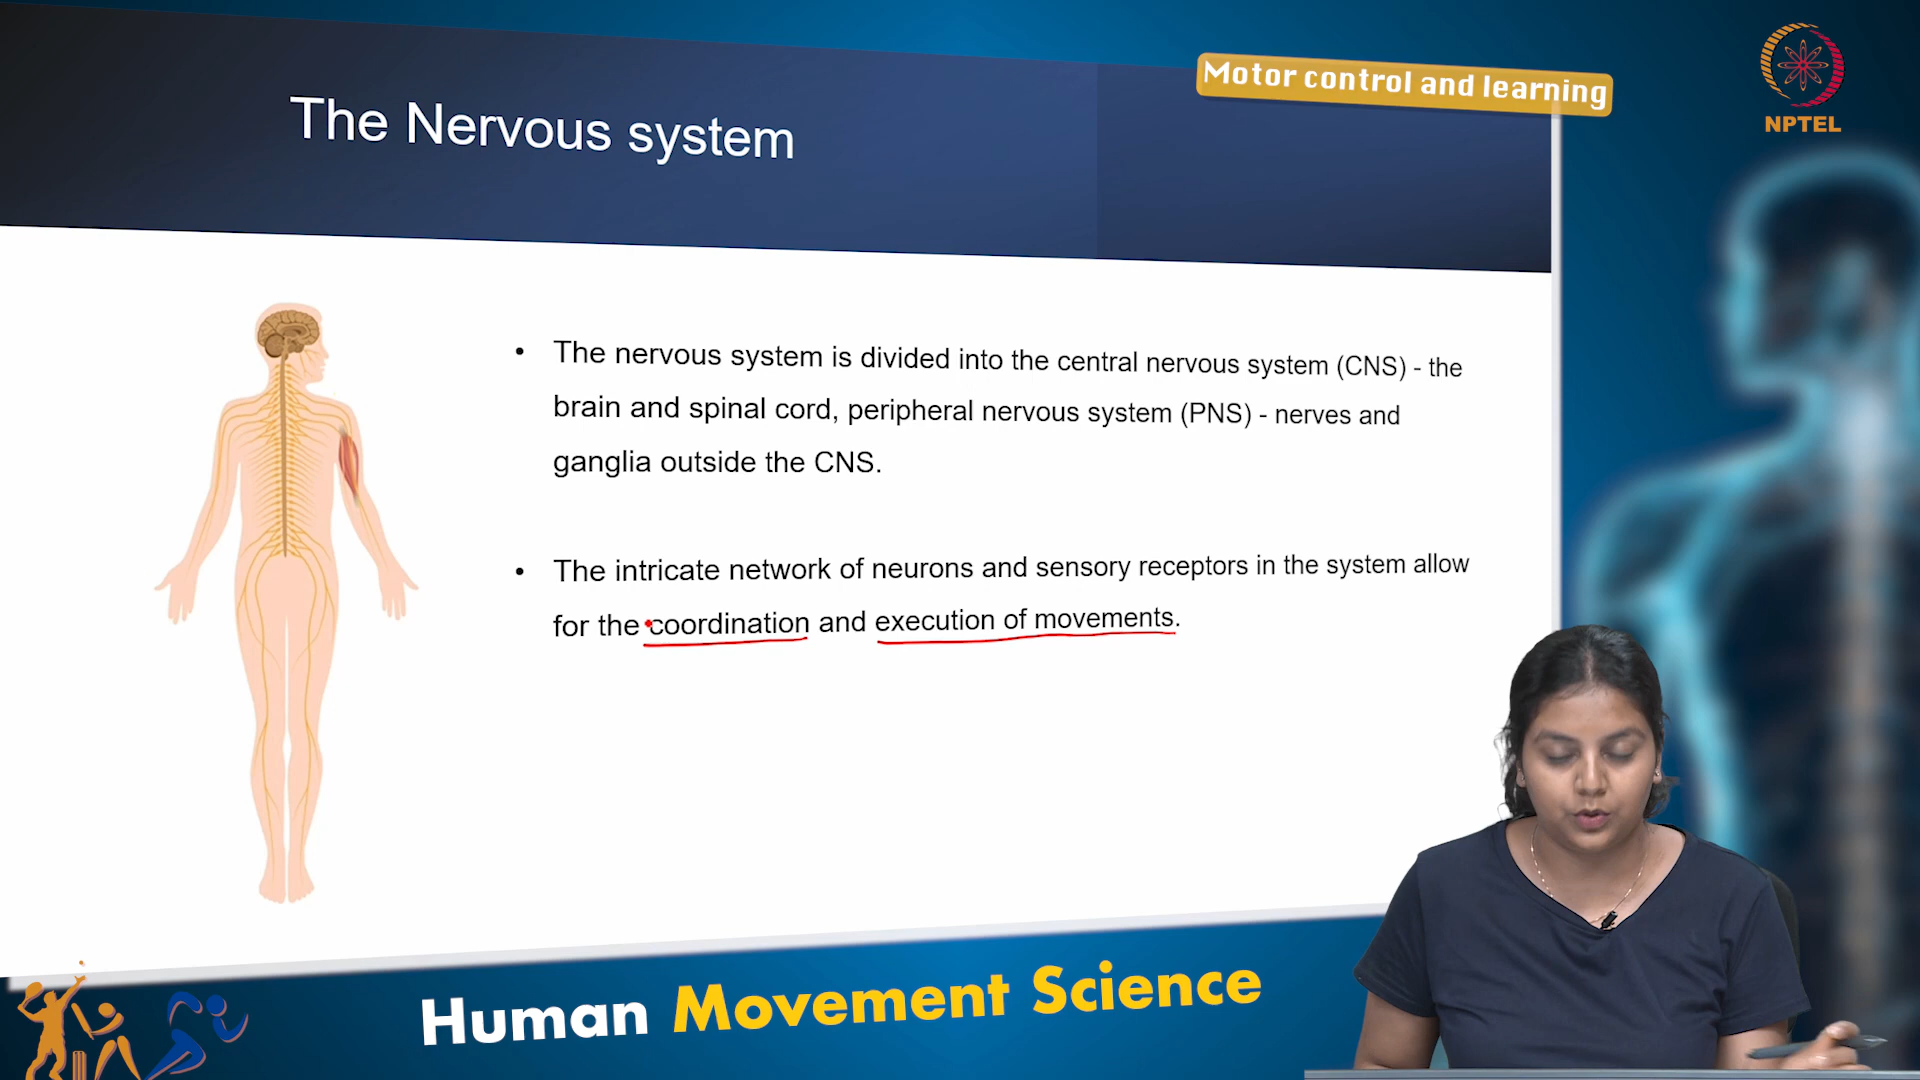 Motor control and learning
NPTEL
The Nervous system
• The nervous system is divided into the central nervous system (CNS) - the
brain and spinal cord, peripheral nervous system (PNS) - nerves and
ganglia outside the CNS.
• The intricate network of neurons and sensory receptors in the system allow
for the coordination and execution of movements.
Human Movement Science